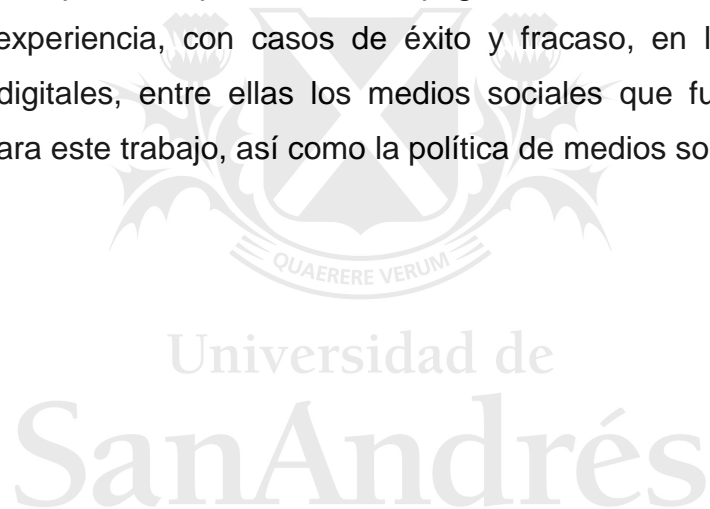 experiencia, con casos de éxito y fracaso, en l
digitales, entre ellas los medios sociales que fu
ara este trabajo, así como la política de medios so
QUAERERE VERUM
Universidad de
SanAndrés